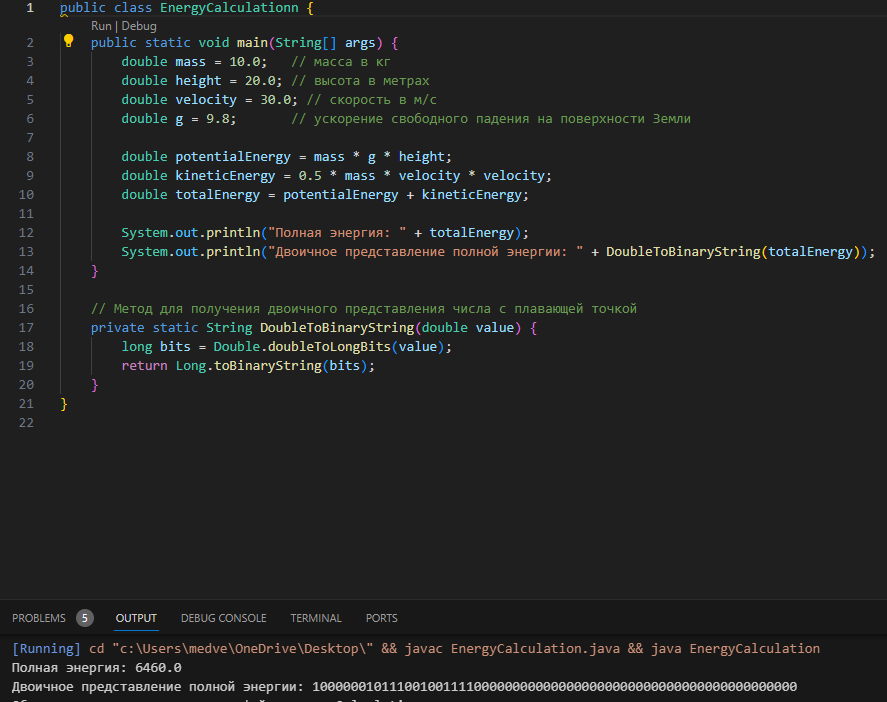 1 public class EnergyCalculationn {
Run | Debug
2 public static void main(String[] args) {
3 double mass = 10.0; // масса в кг
4 double height = 20.0; // высота в метрах
5 double velocity = 30.0; // скорость в м/с
6 double g = 9.8; // ускорение свободного падения на поверхности Земли
7
8 double potentialEnergy = mass * g * height;
9 double kineticEnergy = 0.5 * mass * velocity * velocity;
10 double totalEnergy = potentialEnergy + kineticEnergy;
11
12 System.out.println("Полная энергия: " + totalEnergy);
13 System.out.println("Двоичное представление полной энергии: " + DoubleToBinaryString(totalEnergy));
14 }
15
16 // Метод для получения двоичного представления числа с плавающей точкой
17 private static String DoubleToBinaryString(double value) {
18 long bits = Double.doubleToLongBits(value);
19 return Long.toBinaryString(bits);
20 }
21 }
22
PROBLEMS 5 OUTPUT DEBUG CONSOLE TERMINAL PORTS
[Running] cd "c:\Users\medve\OneDrive\Desktop\" && javac EnergyCalculation.java && java EnergyCalculation
Полная энергия: 6460.0
Двоичное представление полной энергии: 100000010111001001111000000000000000000000000000000000000000000